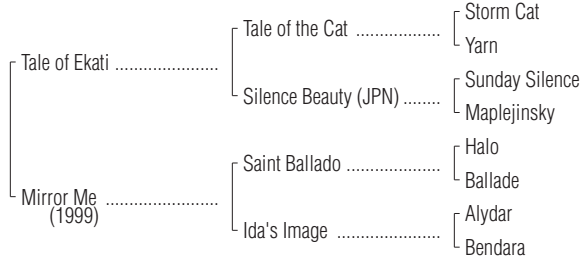 Storm Cat
Tale of the Cat ..................
Yarn
Tale of Ekati ......................
Sunday Silence
Silence Beauty (JPN) ........
Maplejinsky
Halo
Saint Ballado ....................
Ballade
Mirror Me ........................
(1999)
Alydar
Ida's Image ......................
Bendara